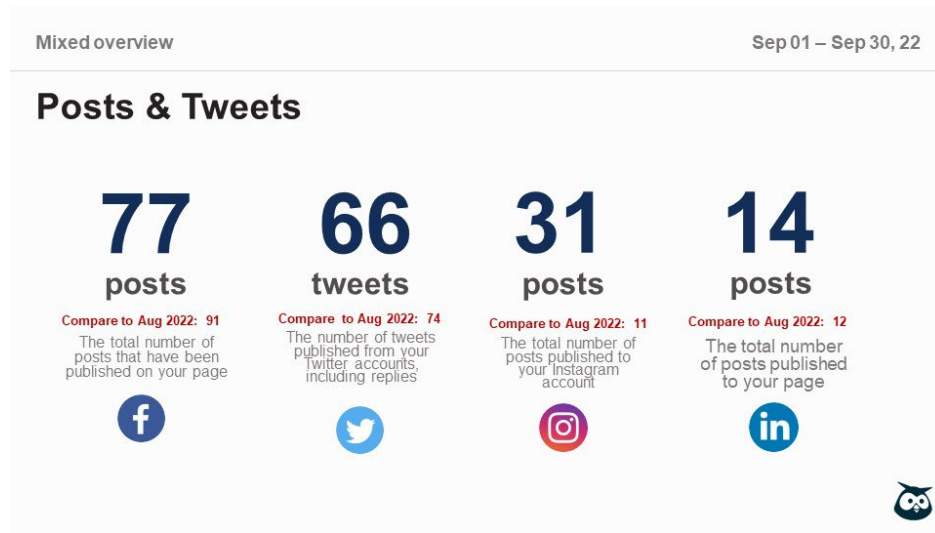 Mixed overview
Sep 01 – Sep 30, 22
Posts & Tweets
77
posts
Compare to Aug 2022: 91
The total number of
posts that have been
published on your page
66
tweets
Compare to Aug 2022: 74
The number of tweets
published from your
Twitter accounts,
including replies
31
posts
Compare to Aug 2022: 11
The total number of
posts published to
your Instagram
account
14
posts
Compare to Aug 2022: 12
The total number
of posts published
to your page
f
in